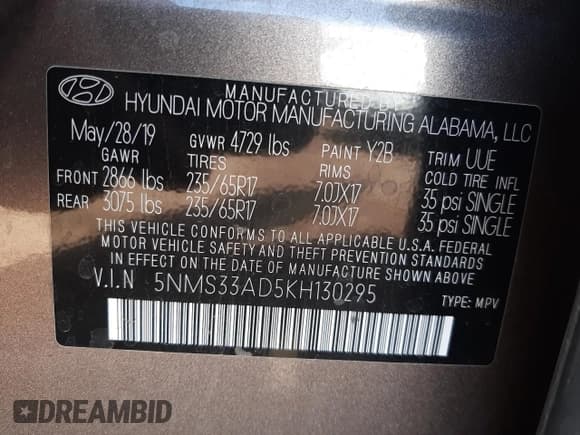 MANUFACTURED BY
HYUNDAI MOTOR MANUFACTURING ALABAMA, LLC
May/28/19 GVWR 4729 lbs PAINT Y2B TRIM UUE
GAWR TIRES RIMS COLD TIRE INFL
FRONT 2866 lbs 235/65R17 7.0JX17 35 psi SINGLE
REAR 3075 lbs 235/65R17 7.0JX17 35 psi SINGLE
THIS VEHICLE CONFORMS TO ALL APPLICABLE U.S.A. FEDERAL
MOTOR VEHICLE SAFETY AND THEFT PREVENTION STANDARDS
IN EFFECT ON THE DATE OF MANUFACTURE SHOWN ABOVE.
V.I.N 5NMS33AD5KH130295
TYPE: MPV
DREAMBID